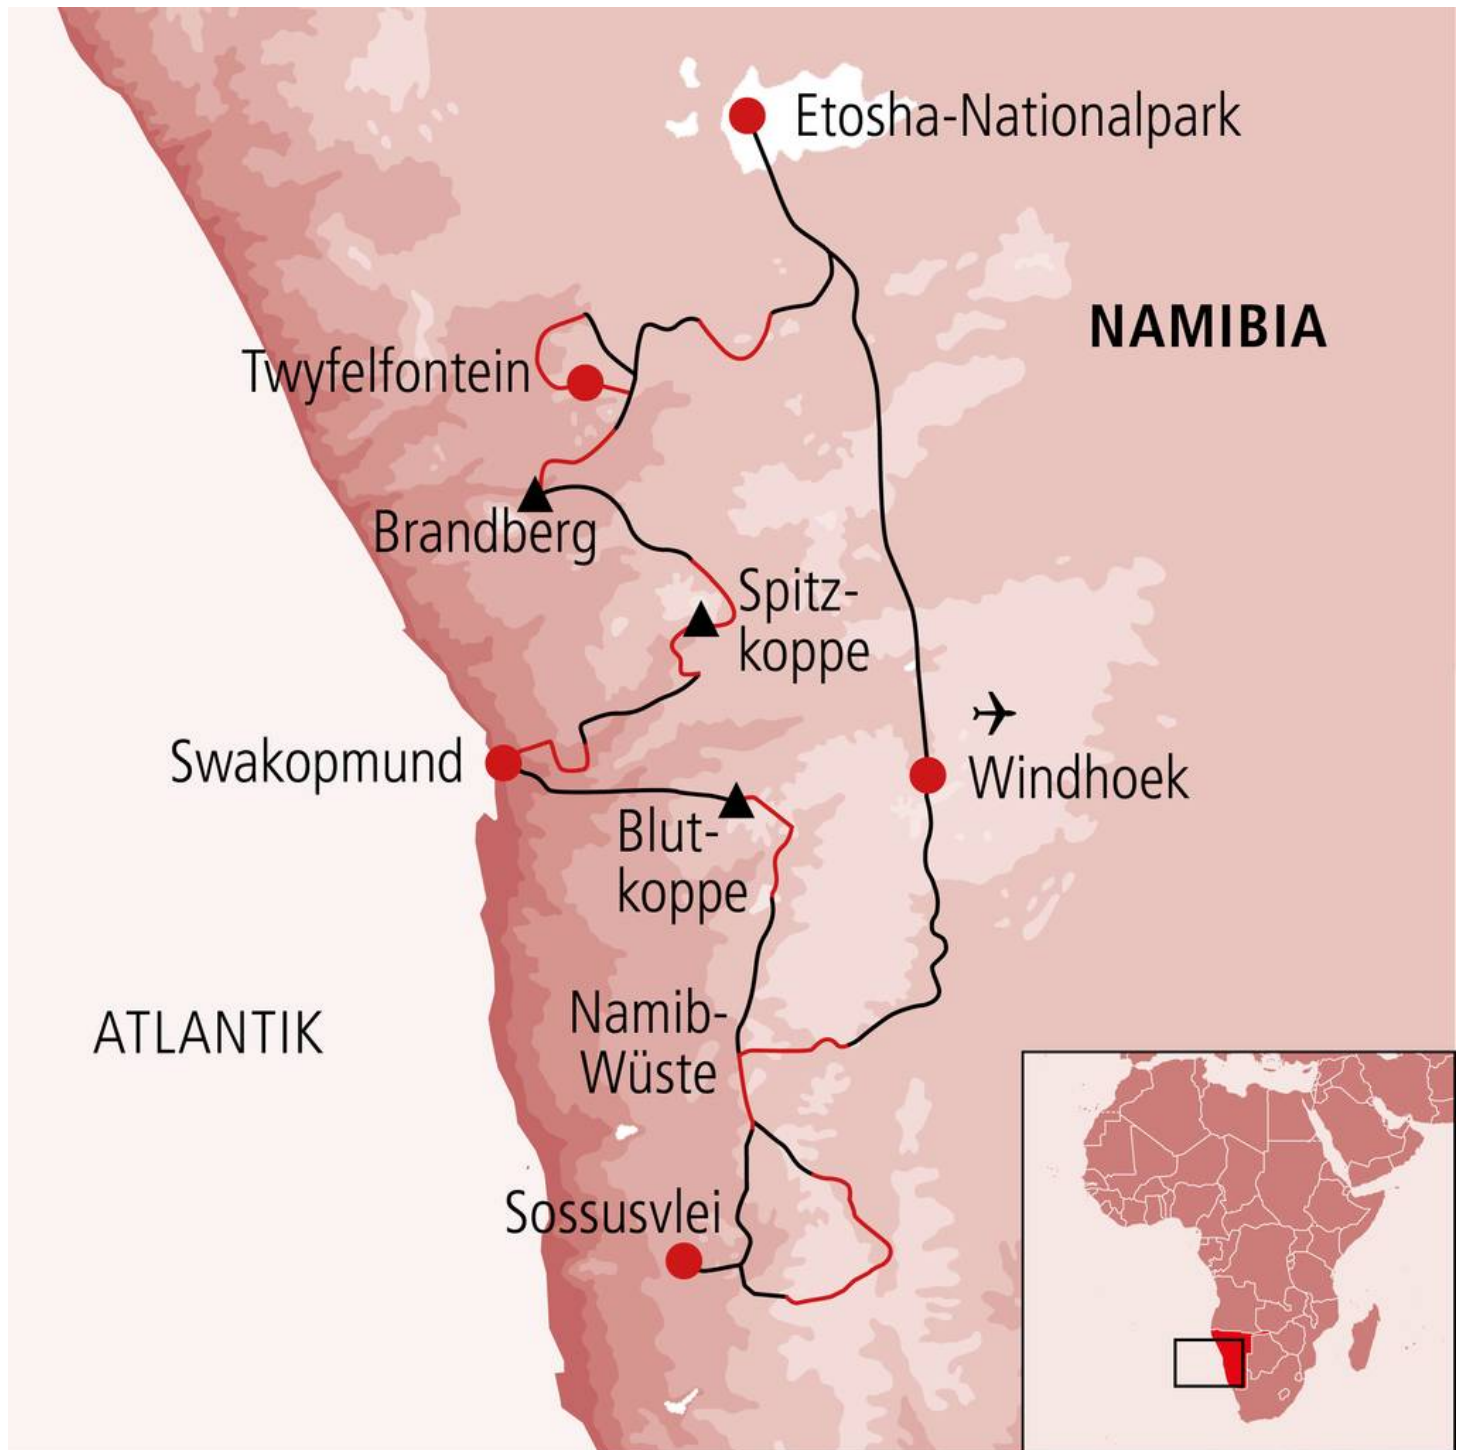 Etosha-Nationalpark
NAMIBIA
Twyfelfontein
Brandberg
Spitz-
koppe
Swakopmund
Windhoek
Blut-
koppe
Namib-
Wüste
ATLANTIK
Sossusvlei